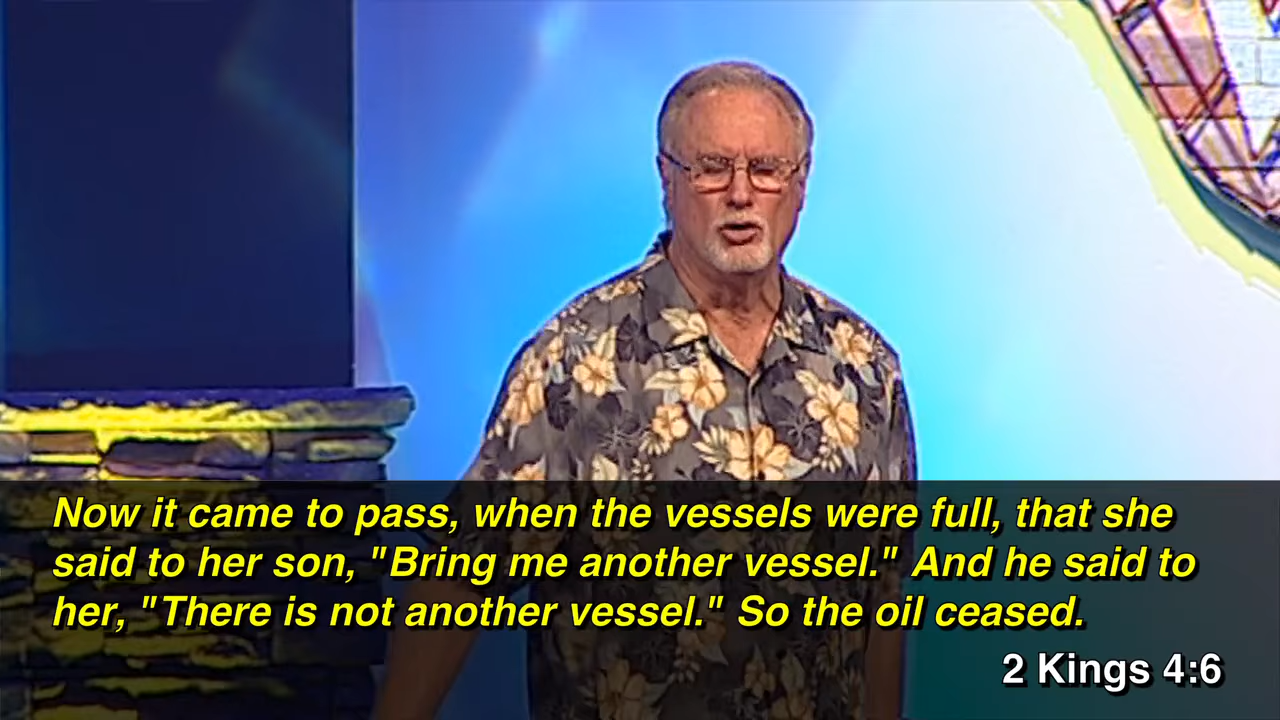 Now it came to pass, when the vessels were full, that she
said to her son, "Bring me another vessel." And he said to
her, "There is not another vessel." So the oil ceased.
2 Kings 4:6